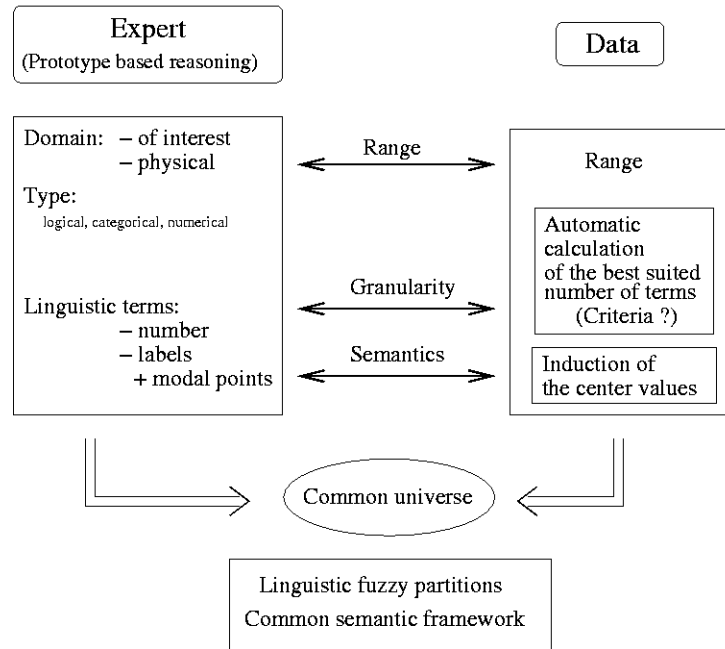 Expert
(Prototype based reasoning)
Data
Domain: – of interest
– physical
Type:
logical, categorical, numerical
Linguistic terms:
– number
– labels
+ modal points
Range
Granularity
Semantics
Range
Automatic
calculation
of the best suited
number of terms
(Criteria ?)
Induction of
the center values
Common universe
Linguistic fuzzy partitions
Common semantic framework